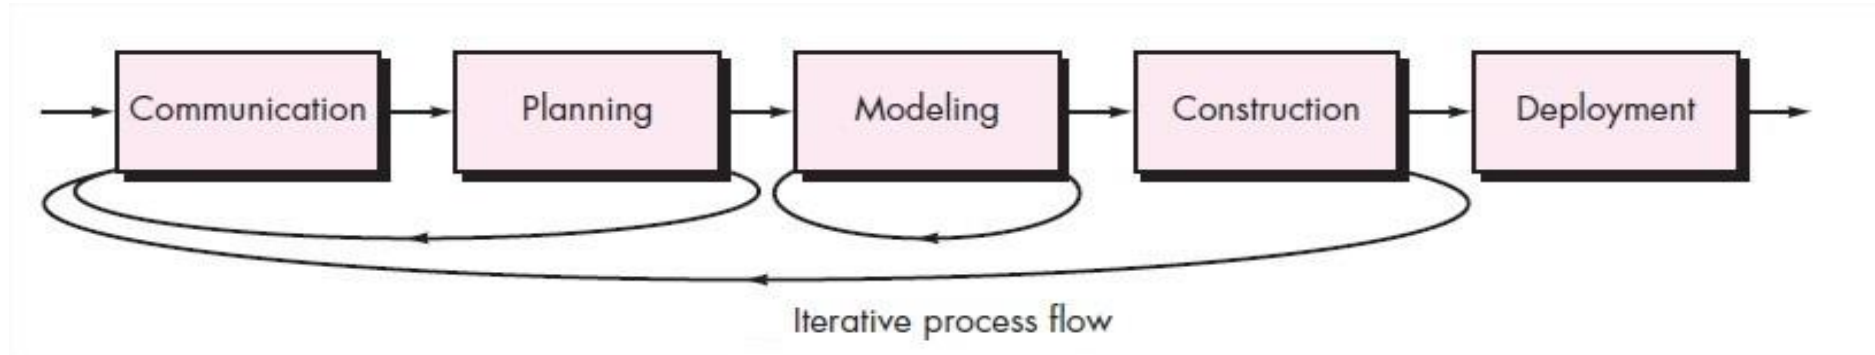 Communication
Planning
Modeling
Construction
Deployment
Iterative process flow